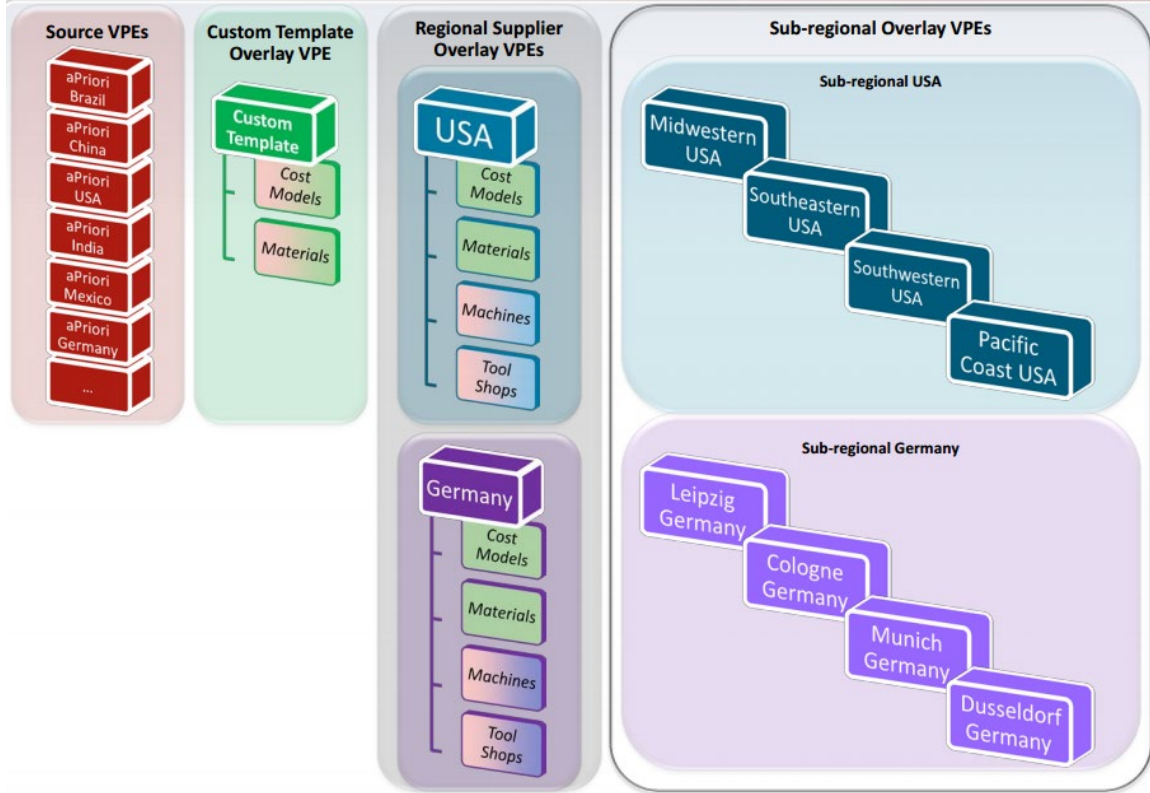 Source VPEs
aPriori
Brazil
aPriori
China
aPriori
USA
aPriori
India
aPriori
Mexico
aPriori
Germany
...
Custom Template
Overlay VPE
Custom
Template
Cost
Models
Materials
Regional Supplier
Overlay VPEs
USA
Cost
Models
Materials
Machines
Tool
Shops
Germany
Cost
Models
Materials
Machines
Tool
Shops
Sub-regional Overlay VPEs
Sub-regional USA
Midwestern
USA
Southeastern
USA
Southwestern
USA
Pacific
Coast USA
Sub-regional Germany
Leipzig
Germany
Cologne
Germany
Munich
Germany
Dusseldorf
Germany